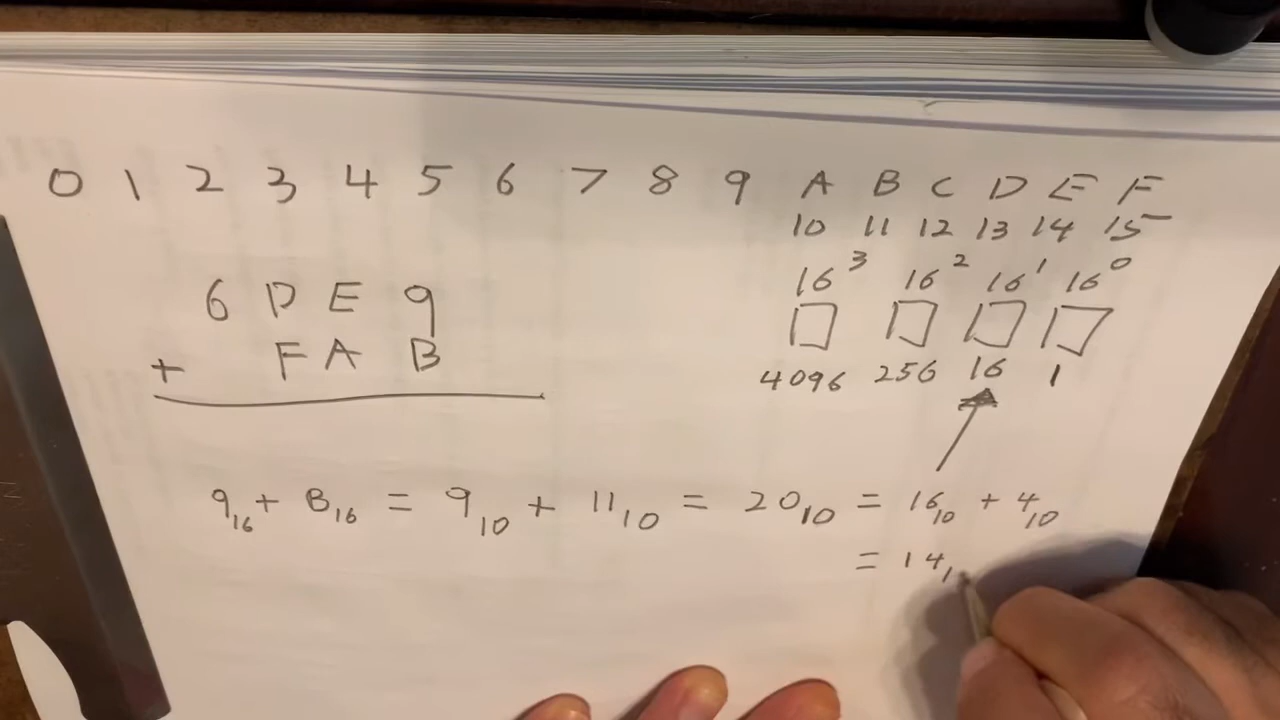 0 1 2 3 4 5 6 7 8 9 A B C D E F
10 11 12 13 14 15
16³ 16² 16¹ 16⁰
4096 256 16 1
6 D E 9
+ F A B
9₁₆ + B₁₆ = 9₁₀ + 11₁₀ = 20₁₀ = 16₁₀ + 4₁₀
= 14₁